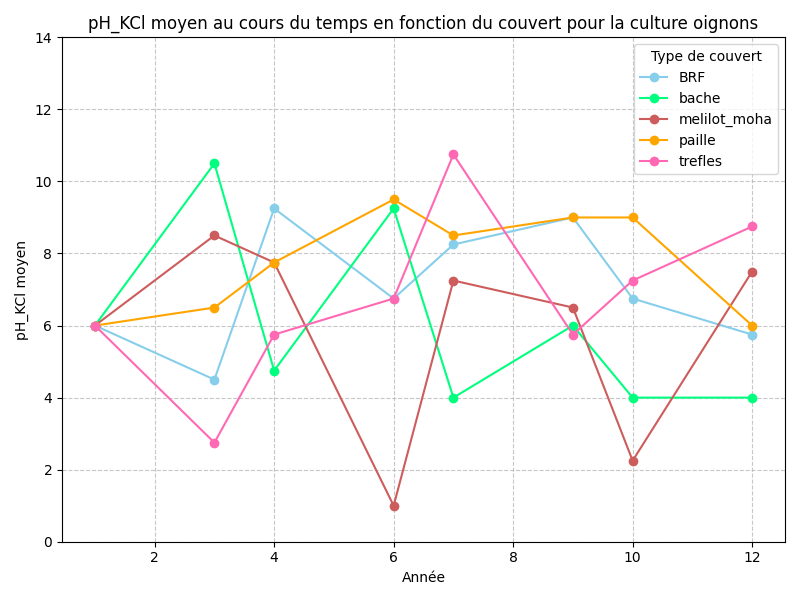 pH_KCl moyen au cours du temps en fonction du couvert pour la culture oignons
pH_KCl moyen
14
12
10
8
6
4
2
0
Type de couvert
BRF
bache
melilot_moha
paille
trefles
2
4
6
8
10
12
Année